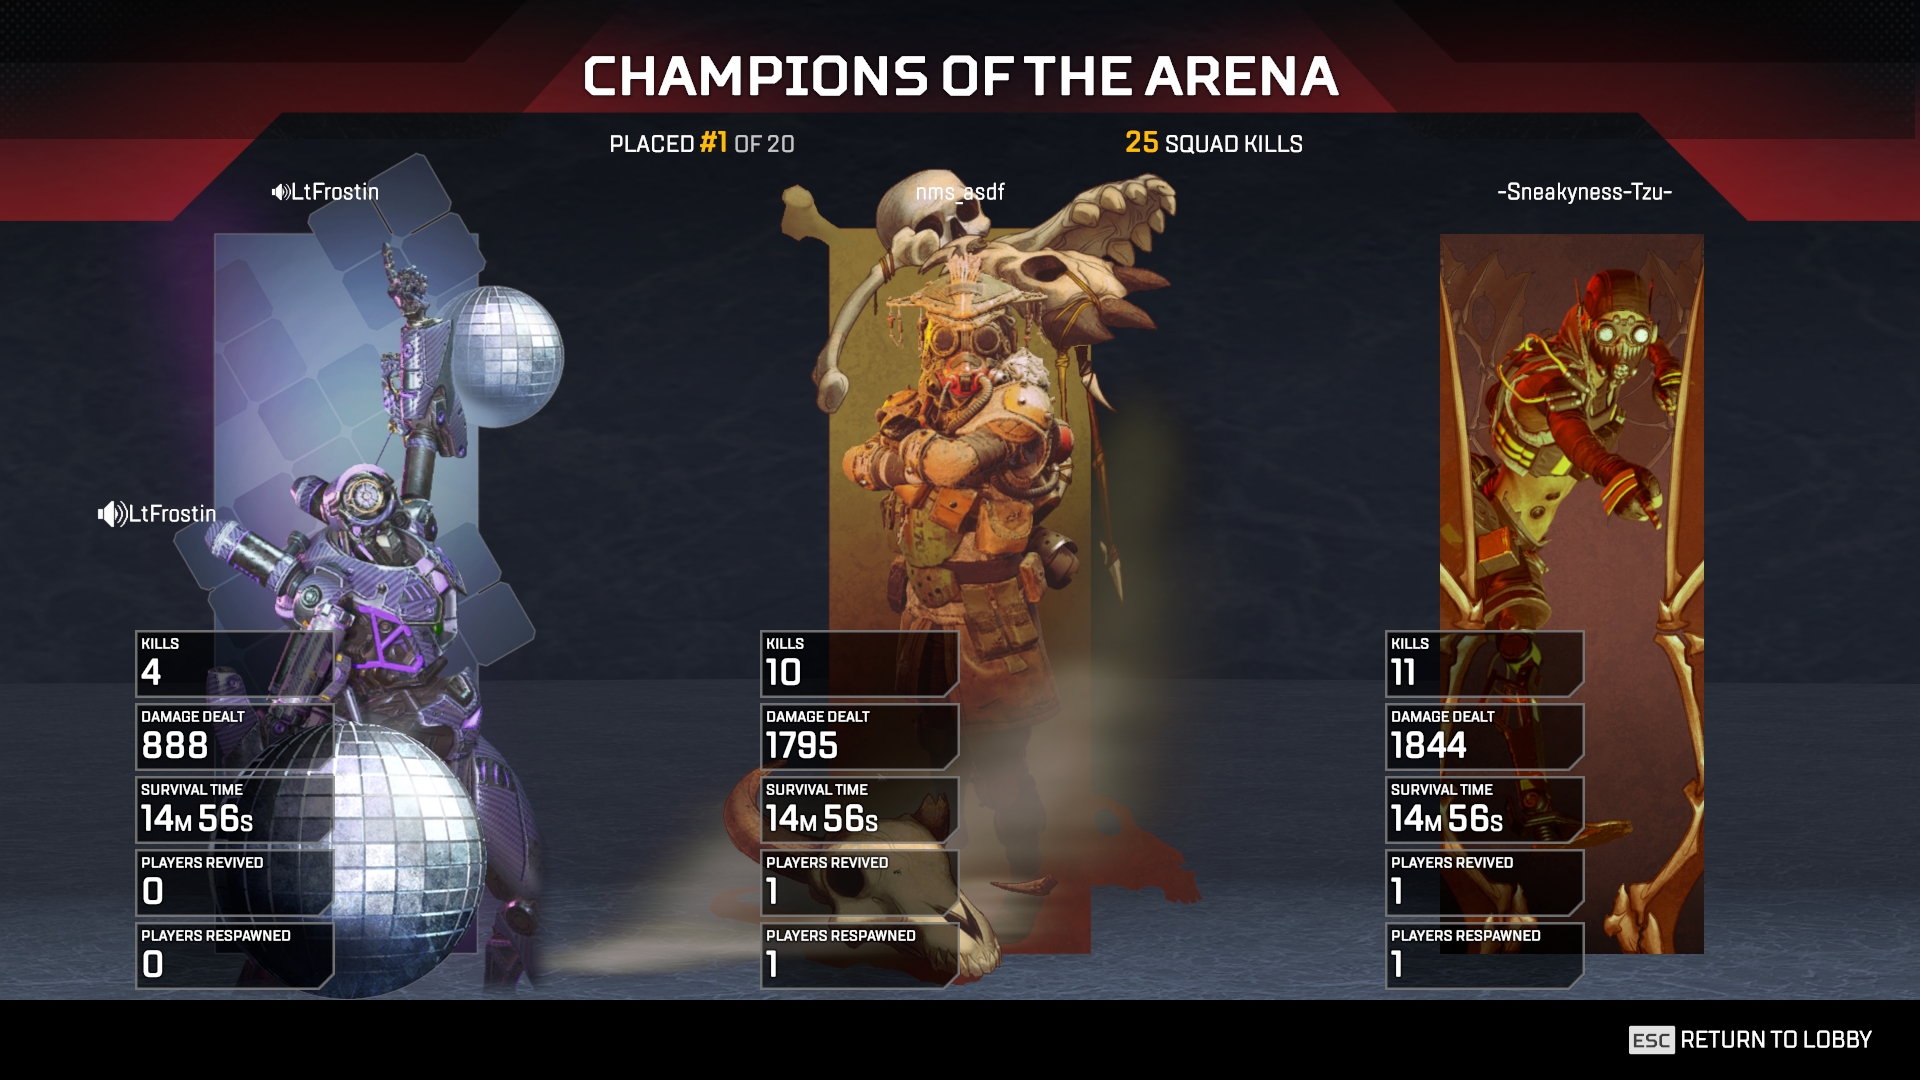 CHAMPIONS OF THE ARENA
PLACED #1 OF 20
25 SQUAD KILLS
LtFrostin
nms_asdf
-Sneakyness-Tzu-
LtFrostin
KILLS
4
DAMAGE DEALT
888
SURVIVAL TIME
14M 56S
PLAYERS REVIVED
0
PLAYERS RESPAWNED
0
KILLS
10
DAMAGE DEALT
1795
SURVIVAL TIME
14M 56S
PLAYERS REVIVED
1
PLAYERS RESPAWNED
1
KILLS
11
DAMAGE DEALT
1844
SURVIVAL TIME
14M 56S
PLAYERS REVIVED
1
PLAYERS RESPAWNED
1
ESC RETURN TO LOBBY